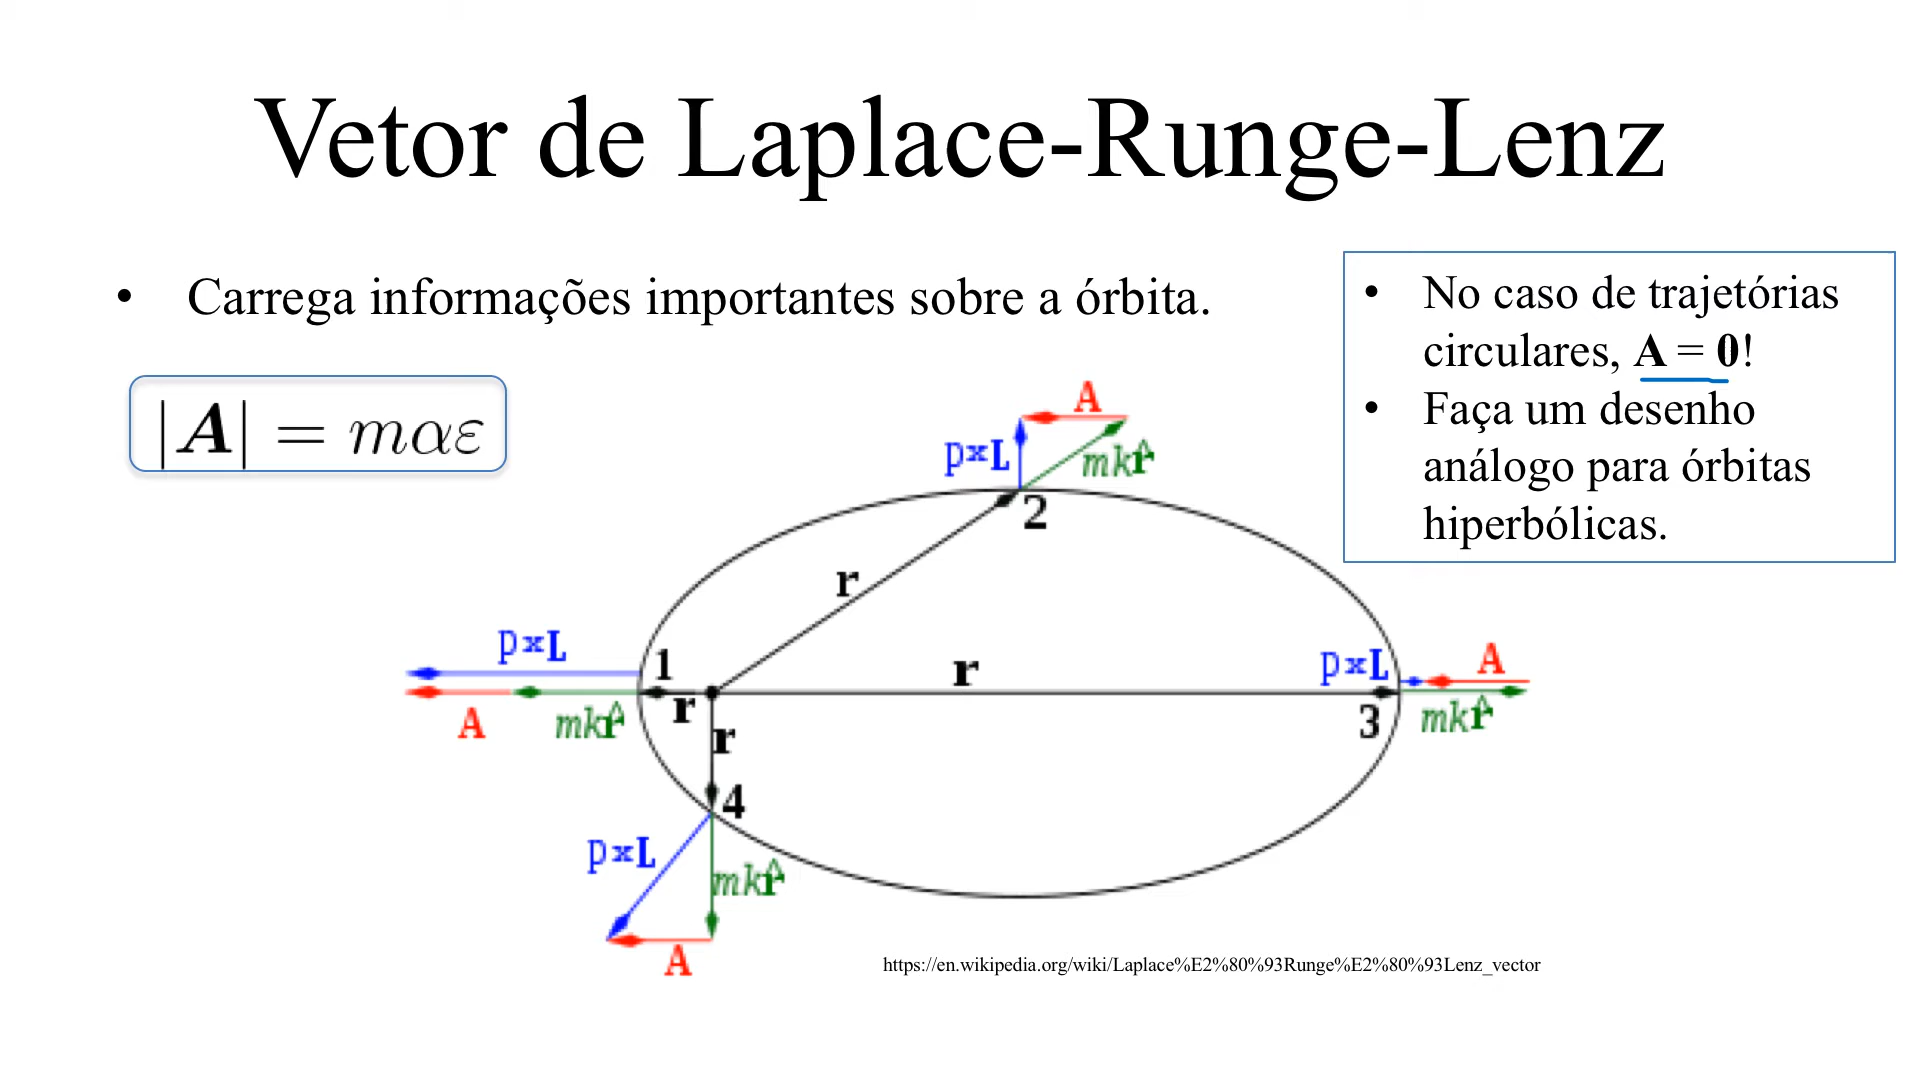 Vetor de Laplace-Runge-Lenz
• Carrega informações importantes sobre a órbita.
|A| = mαε
• No caso de trajetórias
circulares, A = 0!
• Faça um desenho
análogo para órbitas
hiperbólicas.
A
p×L
mkr̂
2
r
p×L
1
A
mkr̂
r
r
r
p×L
A
3
mkr̂
4
p×L
mkr̂
A
https://en.wikipedia.org/wiki/Laplace%E2%80%93Runge%E2%80%93Lenz_vector